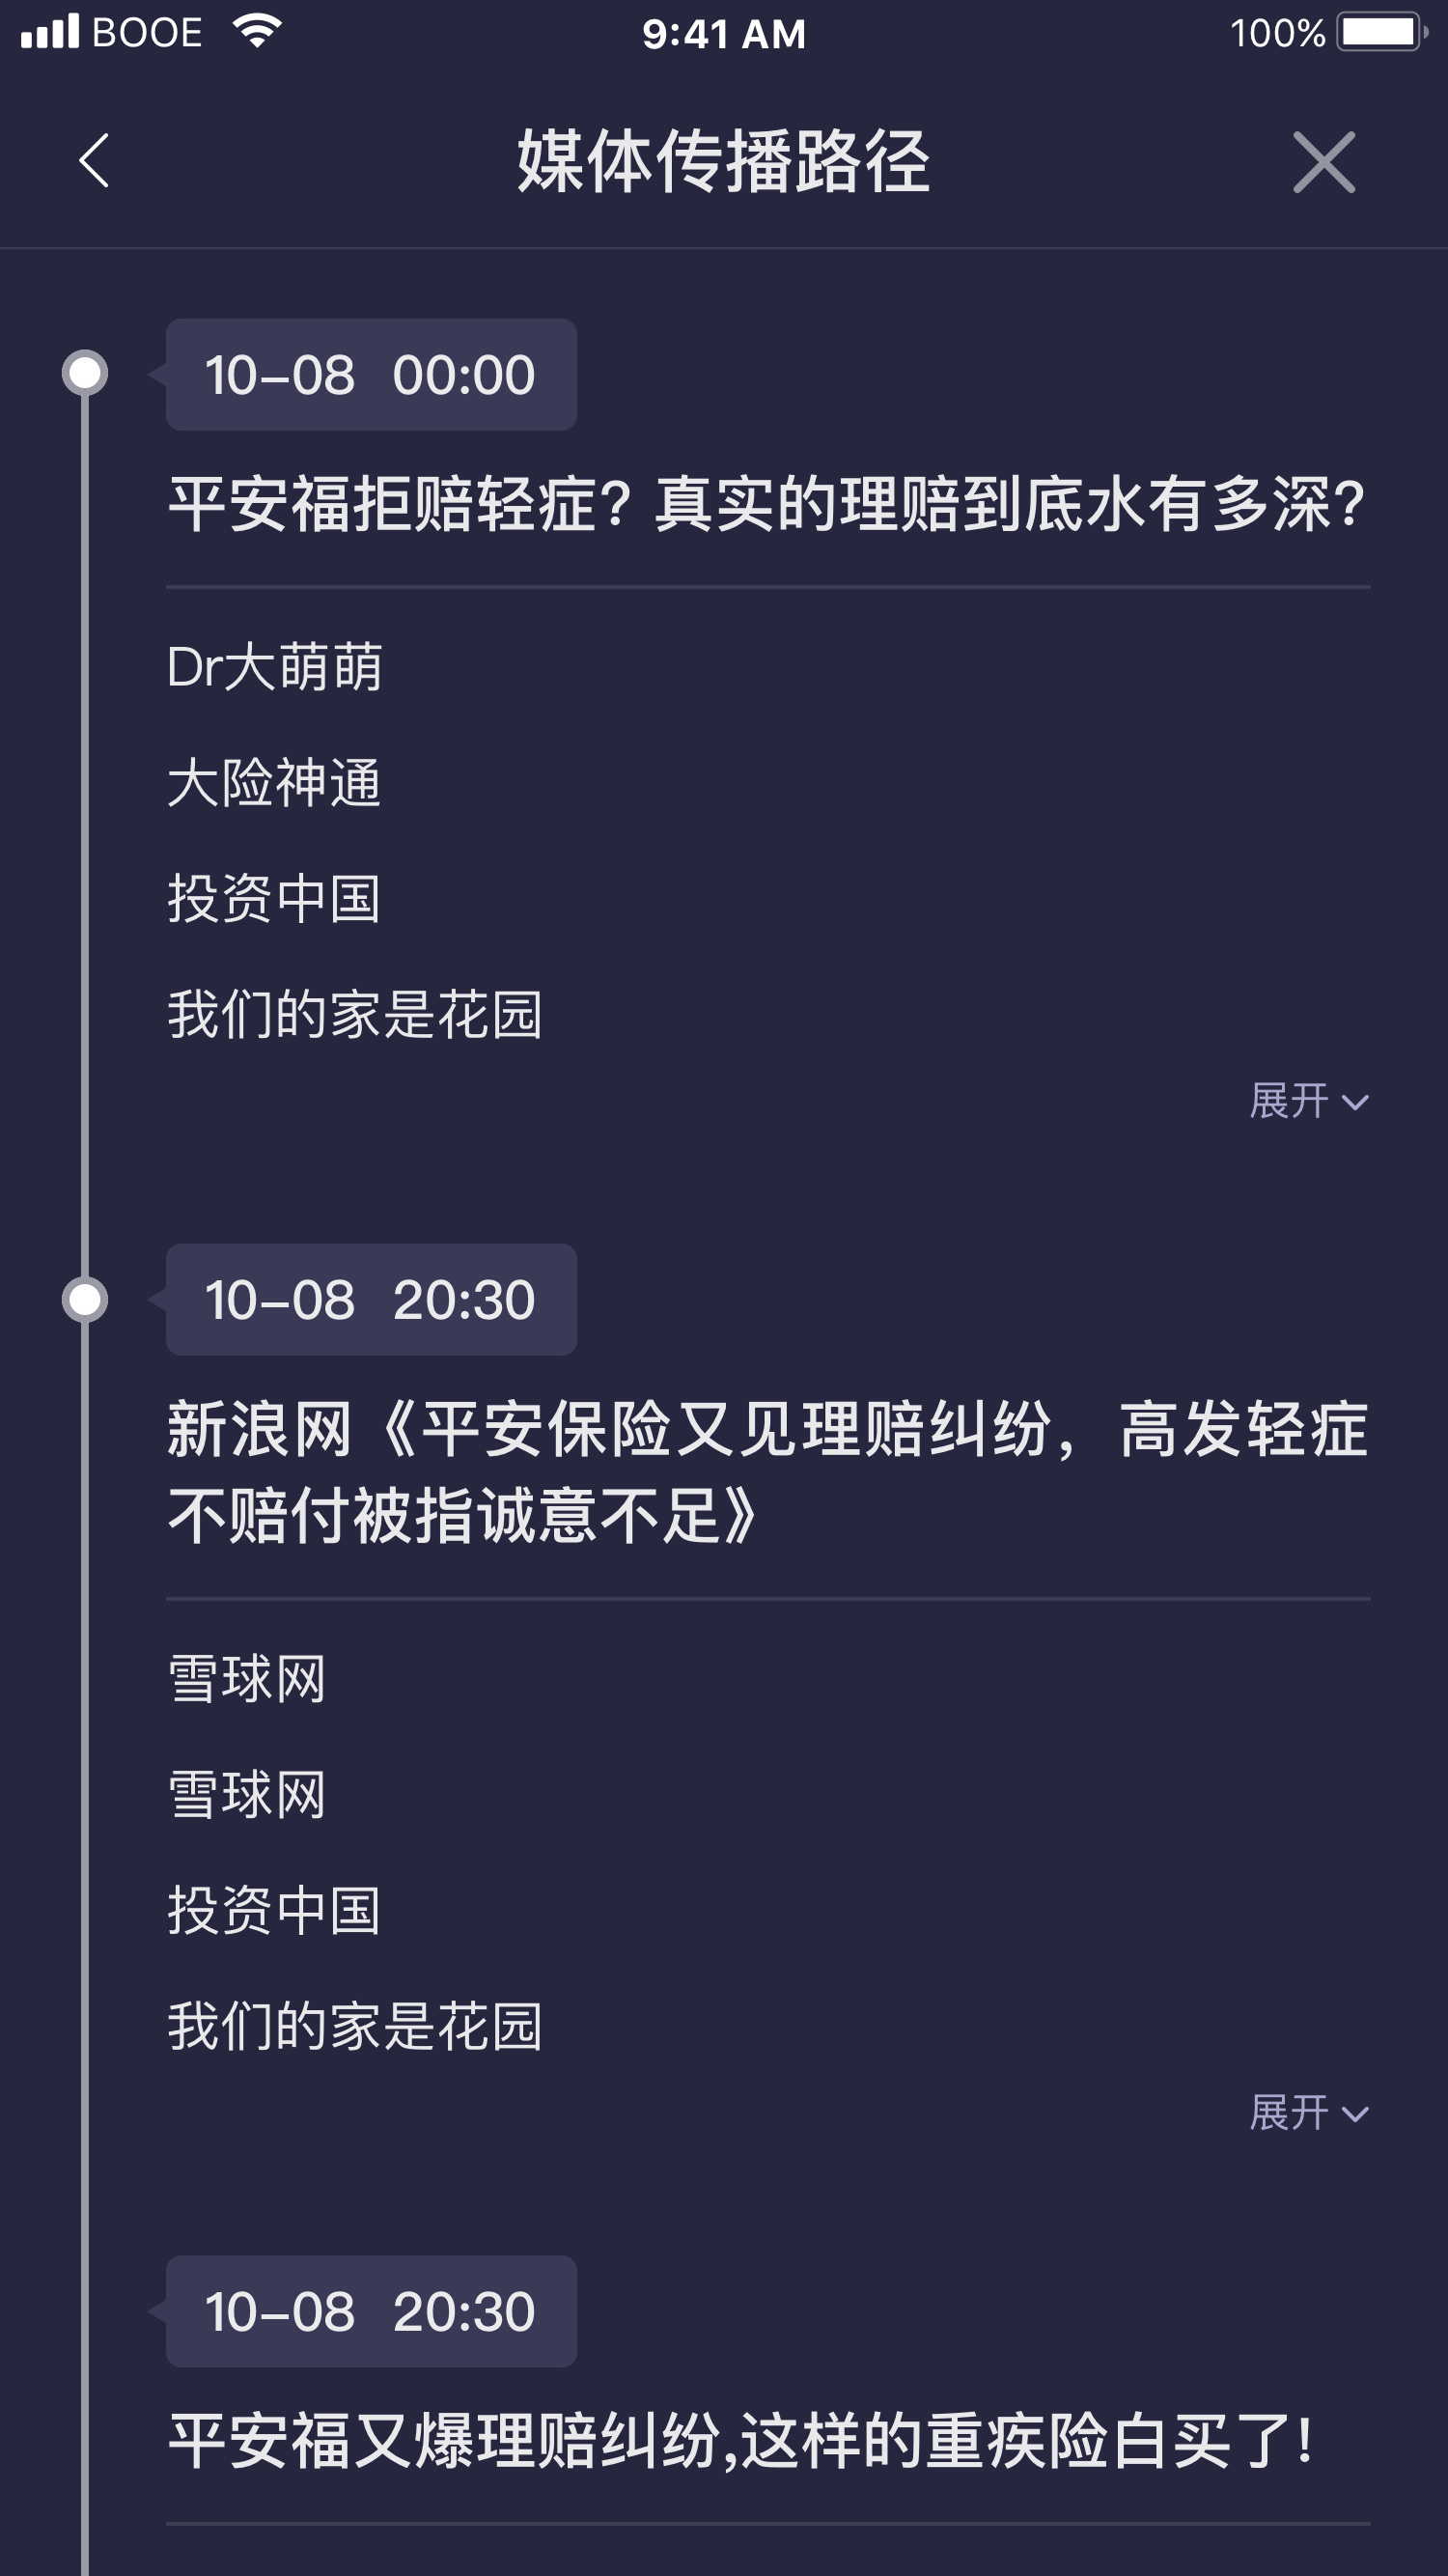 BOOE 9:41 AM 100%
媒体传播路径
10-08 00:00
平安福拒赔轻症？真实的理赔到底水有多深？
Dr大萌萌
大险神通
投资中国
我们的家是花园
展开
10-08 20:30
新浪网《平安保险又见理赔纠纷，高发轻症
不赔付被指诚意不足》
雪球网
雪球网
投资中国
我们的家是花园
展开
10-08 20:30
平安福又爆理赔纠纷,这样的重疾险白买了！